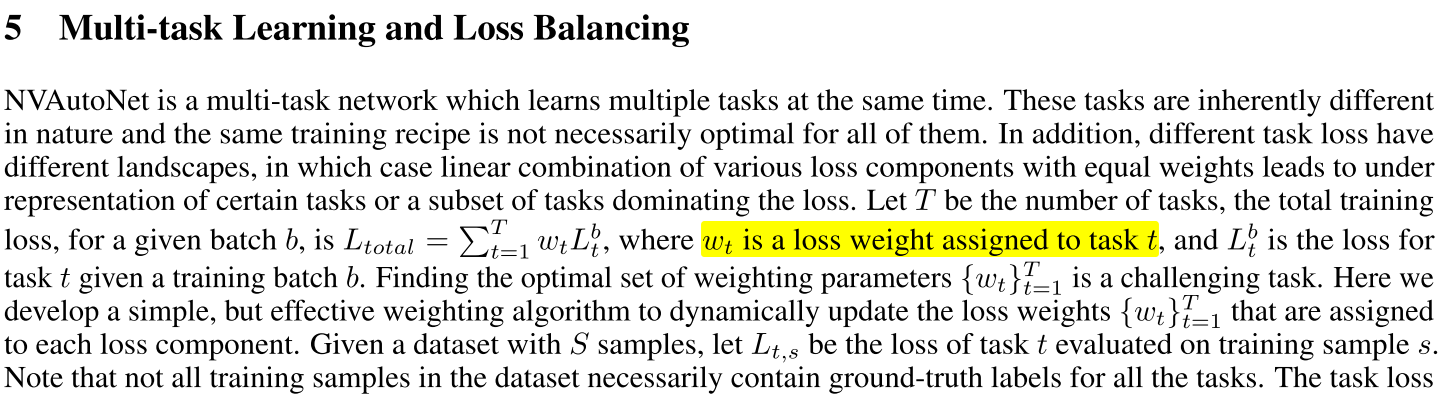 5 Multi-task Learning and Loss Balancing
NVAutoNet is a multi-task network which learns multiple tasks at the same time. These tasks are inherently different
in nature and the same training recipe is not necessarily optimal for all of them. In addition, different task loss have
different landscapes, in which case linear combination of various loss components with equal weights leads to under
representation of certain tasks or a subset of tasks dominating the loss. Let $T$ be the number of tasks, the total training
loss, for a given batch $b$, is $L_{total} = \sum_{t=1}^{T} w_t L_t^b$, where $w_t$ is a loss weight assigned to task $t$, and $L_t^b$ is the loss for
task $t$ given a training batch $b$. Finding the optimal set of weighting parameters $\{w_t\}_{t=1}^{T}$ is a challenging task. Here we
develop a simple, but effective weighting algorithm to dynamically update the loss weights $\{w_t\}_{t=1}^{T}$ that are assigned
to each loss component. Given a dataset with $S$ samples, let $L_{t,s}$ be the loss of task $t$ evaluated on training sample $s$.
Note that not all training samples in the dataset necessarily contain ground-truth labels for all the tasks. The task loss